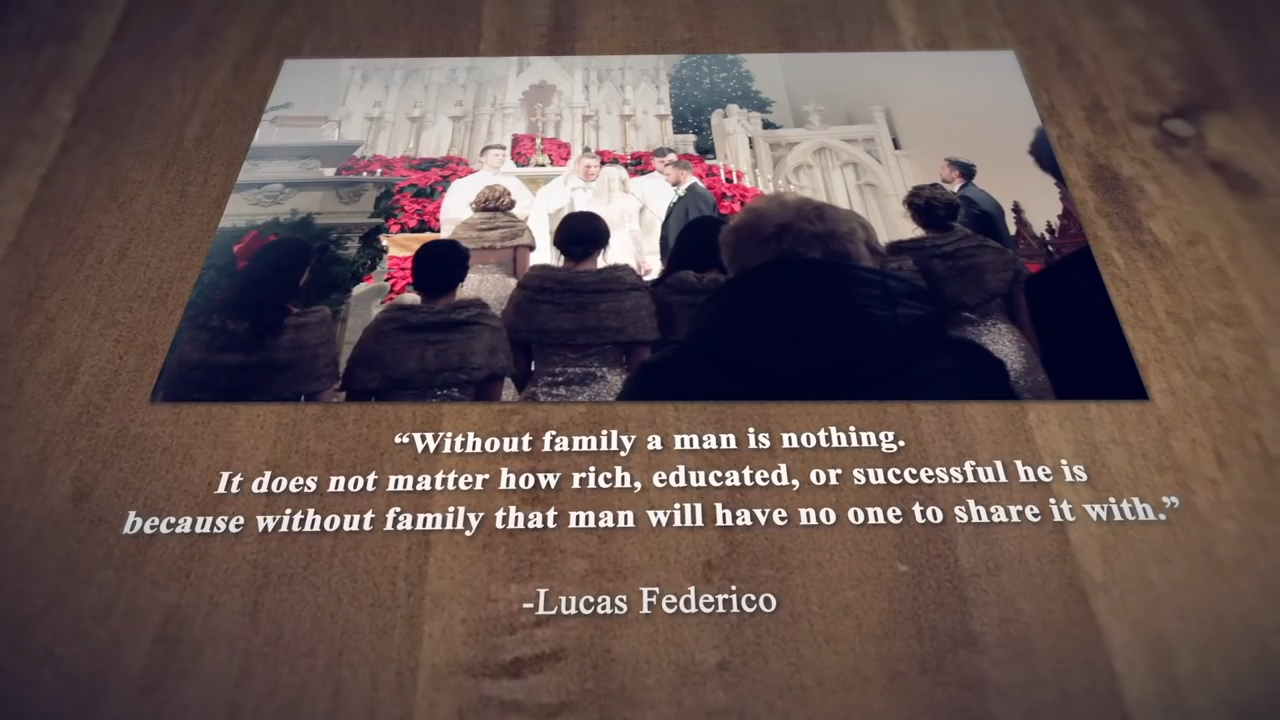 “Without family a man is nothing.
It does not matter how rich, educated, or successful he is
because without family that man will have no one to share it with.”
-Lucas Federico